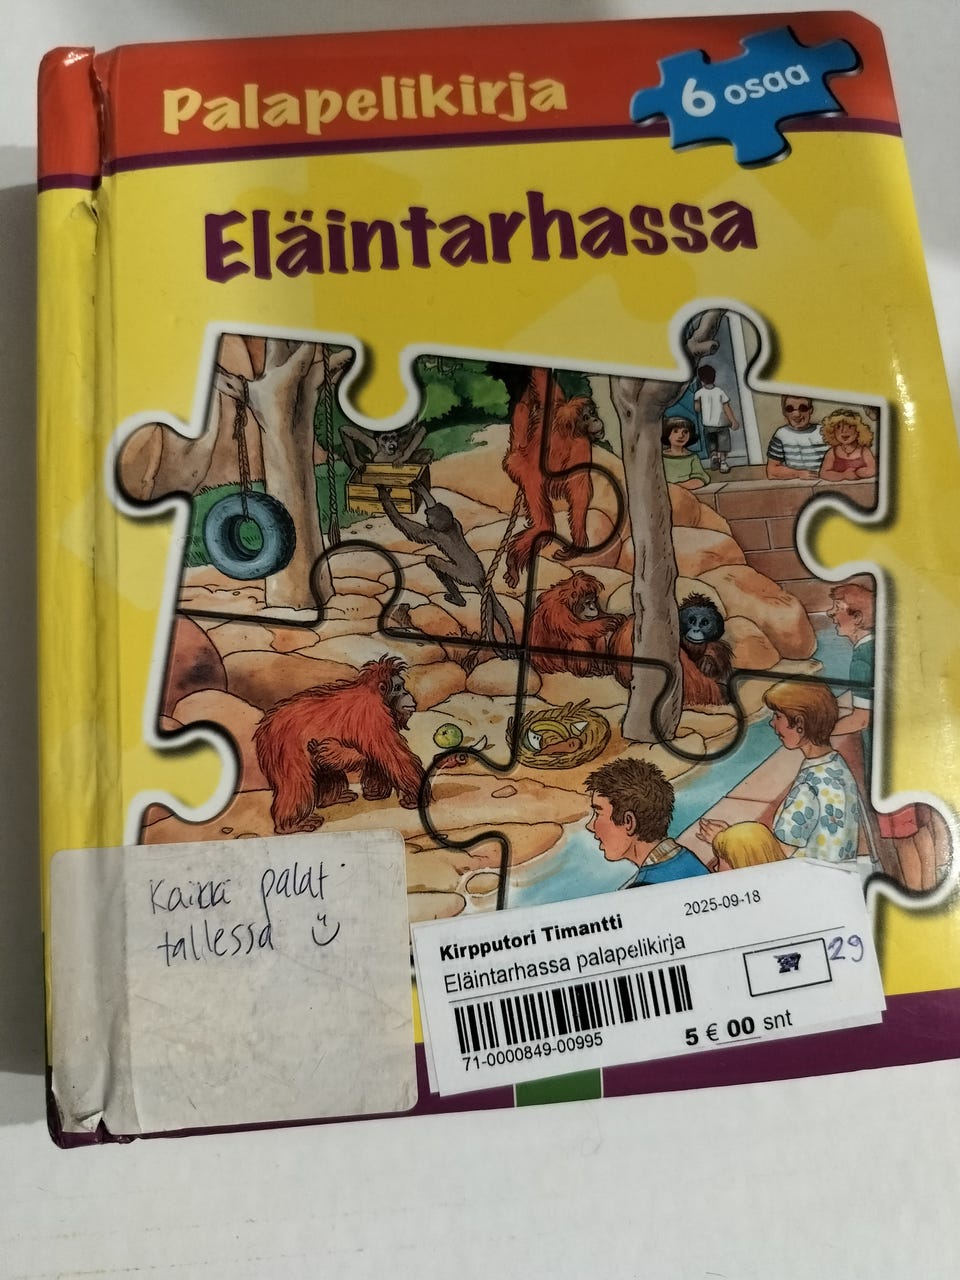 Palapelikirja
6 osaa
Eläintarhassa
Kaikki palat
tallessa
Kirpputori Timantti
2025-09-18
Eläintarhassa palapelikirja
29
71-0000849-00995
5 € 00 snt